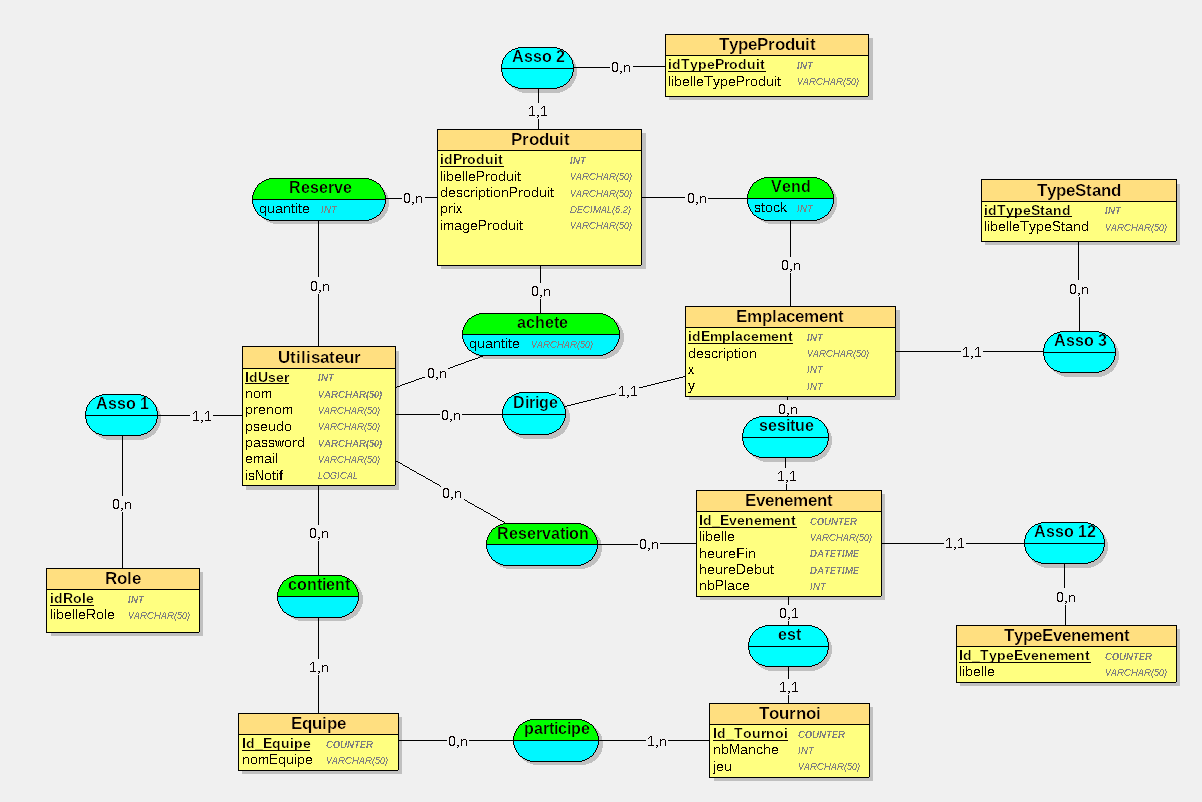 Asso 2
0,n
TypeProduit
idTypeProduit INT
libelleTypeProduit VARCHAR(50)
1,1
Produit
idProduit INT
libelleProduit VARCHAR(50)
descriptionProduit VARCHAR(50)
prix DECIMAL(6.2)
imageProduit VARCHAR(50)
Reserve
quantite INT
0,n
0,n
Vend
stock INT
TypeStand
idTypeStand INT
libelleTypeStand VARCHAR(50)
0,n
0,n
0,n
0,n
achete
quantite VARCHAR(50)
0,n
Emplacement
idEmplacement INT
description VARCHAR(50)
x INT
y INT
1,1
Asso 3
Utilisateur
IdUser INT
nom VARCHAR(50)
prenom VARCHAR(50)
pseudo VARCHAR(50)
password VARCHAR(50)
email VARCHAR(50)
isNotif LOGICAL
Asso 1
1,1
0,n
Dirige
1,1
0,n
sesitue
1,1
0,n
0,n
Reservation
0,n
Evenement
Id_Evenement COUNTER
libelle VARCHAR(50)
heureFin DATETIME
heureDebut DATETIME
nbPlace INT
1,1
Asso 12
0,n
0,n
Role
idRole INT
libelleRole VARCHAR(50)
contient
0,1
est
1,1
TypeEvenement
Id_TypeEvenement COUNTER
libelle VARCHAR(50)
1,n
Equipe
Id_Equipe COUNTER
nomEquipe VARCHAR(50)
0,n
participe
1,n
Tournoi
Id_Tournoi COUNTER
nbManche INT
jeu VARCHAR(50)